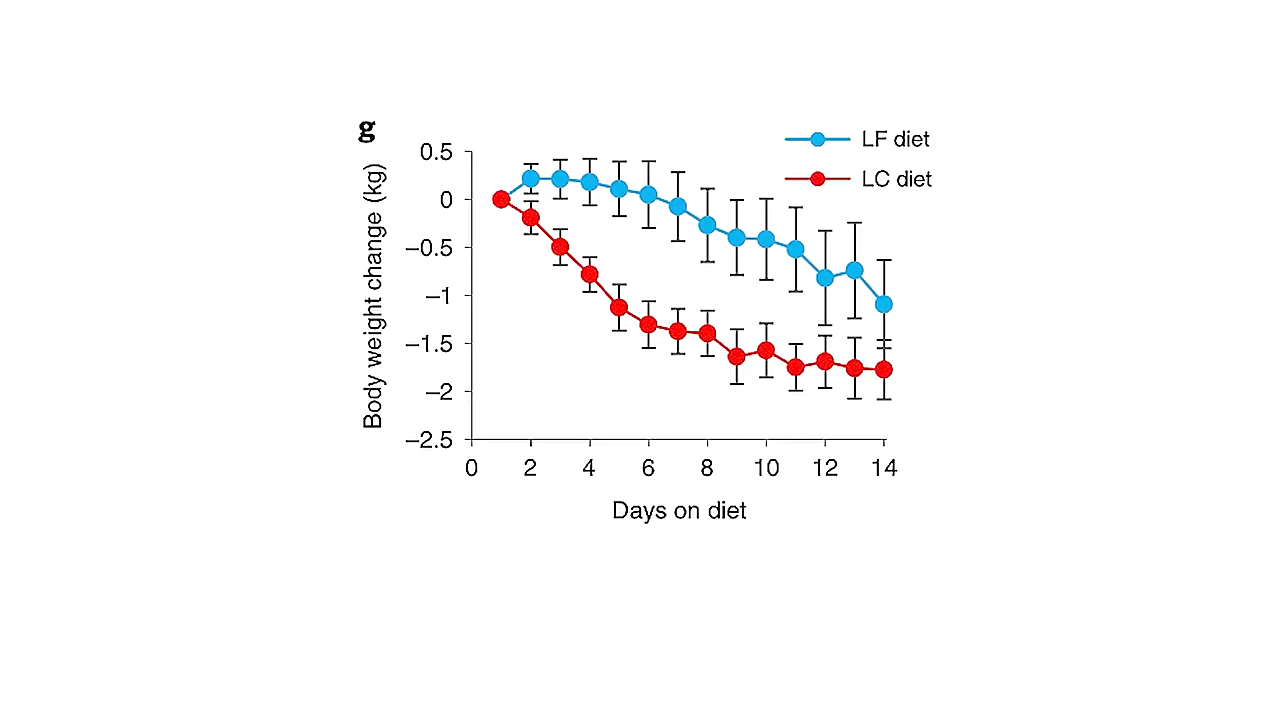 g
LF diet
LC diet
Body weight change (kg)
0.5
0
−0.5
−1
−1.5
−2
−2.5
0 2 4 6 8 10 12 14
Days on diet